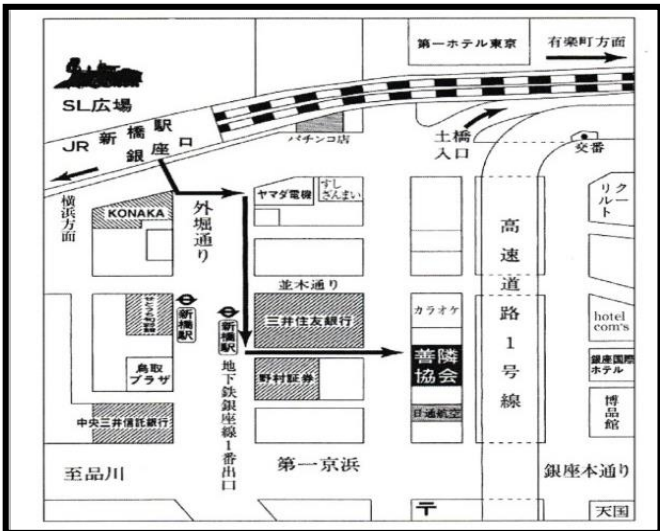 第一ホテル東京
有楽町方面
SL広場
JR新橋駅
銀座口
パチンコ店
土橋
入口
交番
横浜方面
KONAKA
外堀通り
ヤマダ電機
すし
ざんまい
高速道路1号線
リクルート
並木通り
新橋駅
新橋駅
三井住友銀行
カラオケ
hotel
com's
鳥取
プラザ
地下鉄銀座線1番出口
野村証券
善隣
協会
銀座国際
ホテル
日通航空
博品館
中央三井信託銀行
至品川
第一京浜
銀座本通り
〒
天国